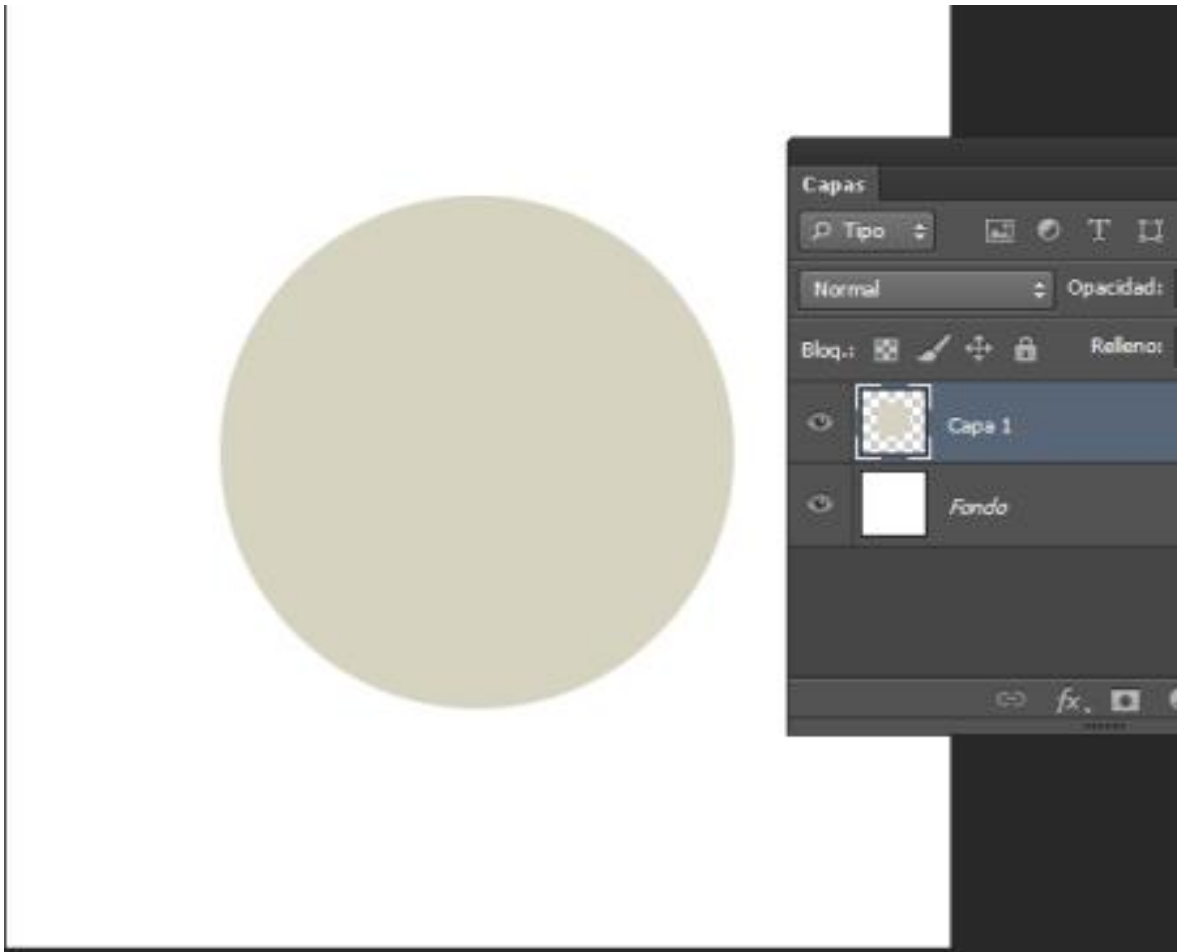 Capas
Tipo
Normal Opacidad:
Bloq.: Relleno:
Capa 1
Fondo
fx.